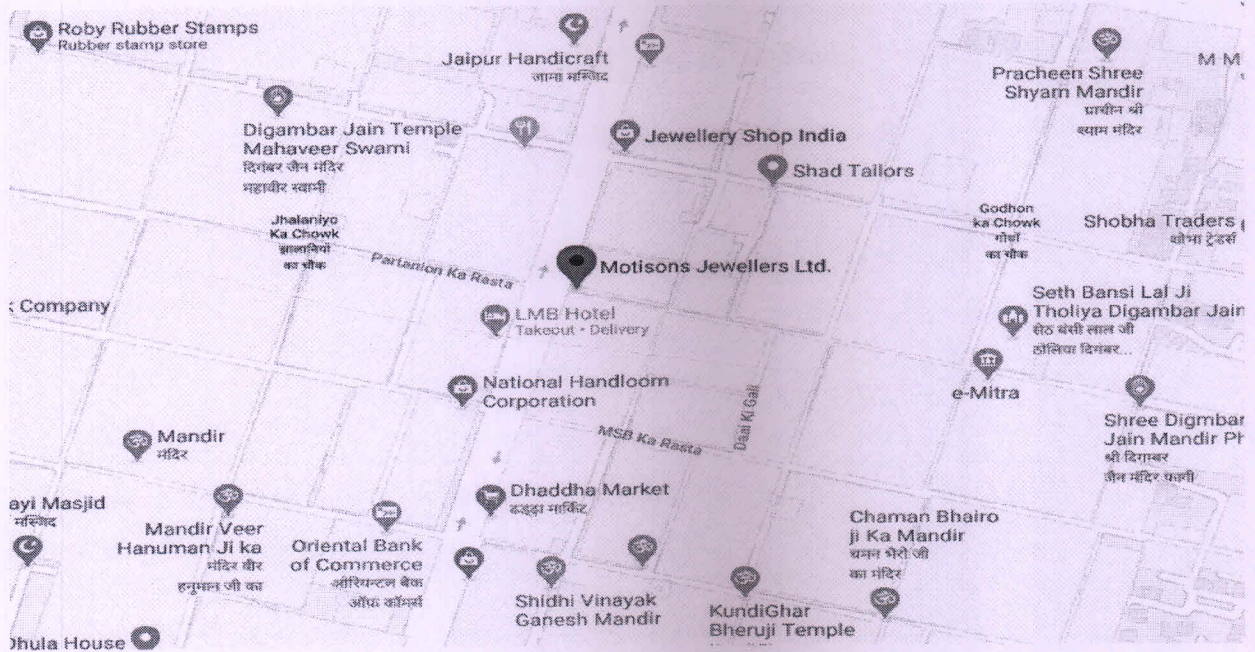 Roby Rubber Stamps
Rubber stamp store
Jaipur Handicraft
जामा मस्जिद
Pracheen Shree
Shyam Mandir
प्राचीन श्री
श्याम मंदिर
M M
Digambar Jain Temple
Mahaveer Swami
दिगंबर जैन मंदिर
महावीर स्वामी
Jewellery Shop India
Shad Tailors
Jhalaniyo
Ka Chowk
झालानियों
का चौक
Godhon
ka Chowk
गोधों
का चौक
Shobha Traders
शोभा ट्रेडर्स
Partanion Ka Rasta
Motisons Jewellers Ltd.
Company
LMB Hotel
Takeout • Delivery
Seth Bansi Lal Ji
Tholiya Digambar Jain
सेठ बंसी लाल जी
ठोलिया दिगंबर...
National Handloom
Corporation
e-Mitra
Daai Ki Gali
MSB Ka Rasta
Shree Digmbar
Jain Mandir Ph
श्री दिगम्बर
जैन मंदिर फागी
Mandir
मंदिर
Dhaddha Market
ढड्ढा मार्किट
ayi Masjid
मस्जिद
Mandir Veer
Hanuman Ji ka
मंदिर वीर
हनुमान जी का
Oriental Bank
of Commerce
ओरियन्टल बैंक
ऑफ़ कॉमर्स
Chaman Bhairo
ji Ka Mandir
चमन भैरो जी
का मंदिर
Shidhi Vinayak
Ganesh Mandir
KundiGhar
Bheruji Temple
Dhula House